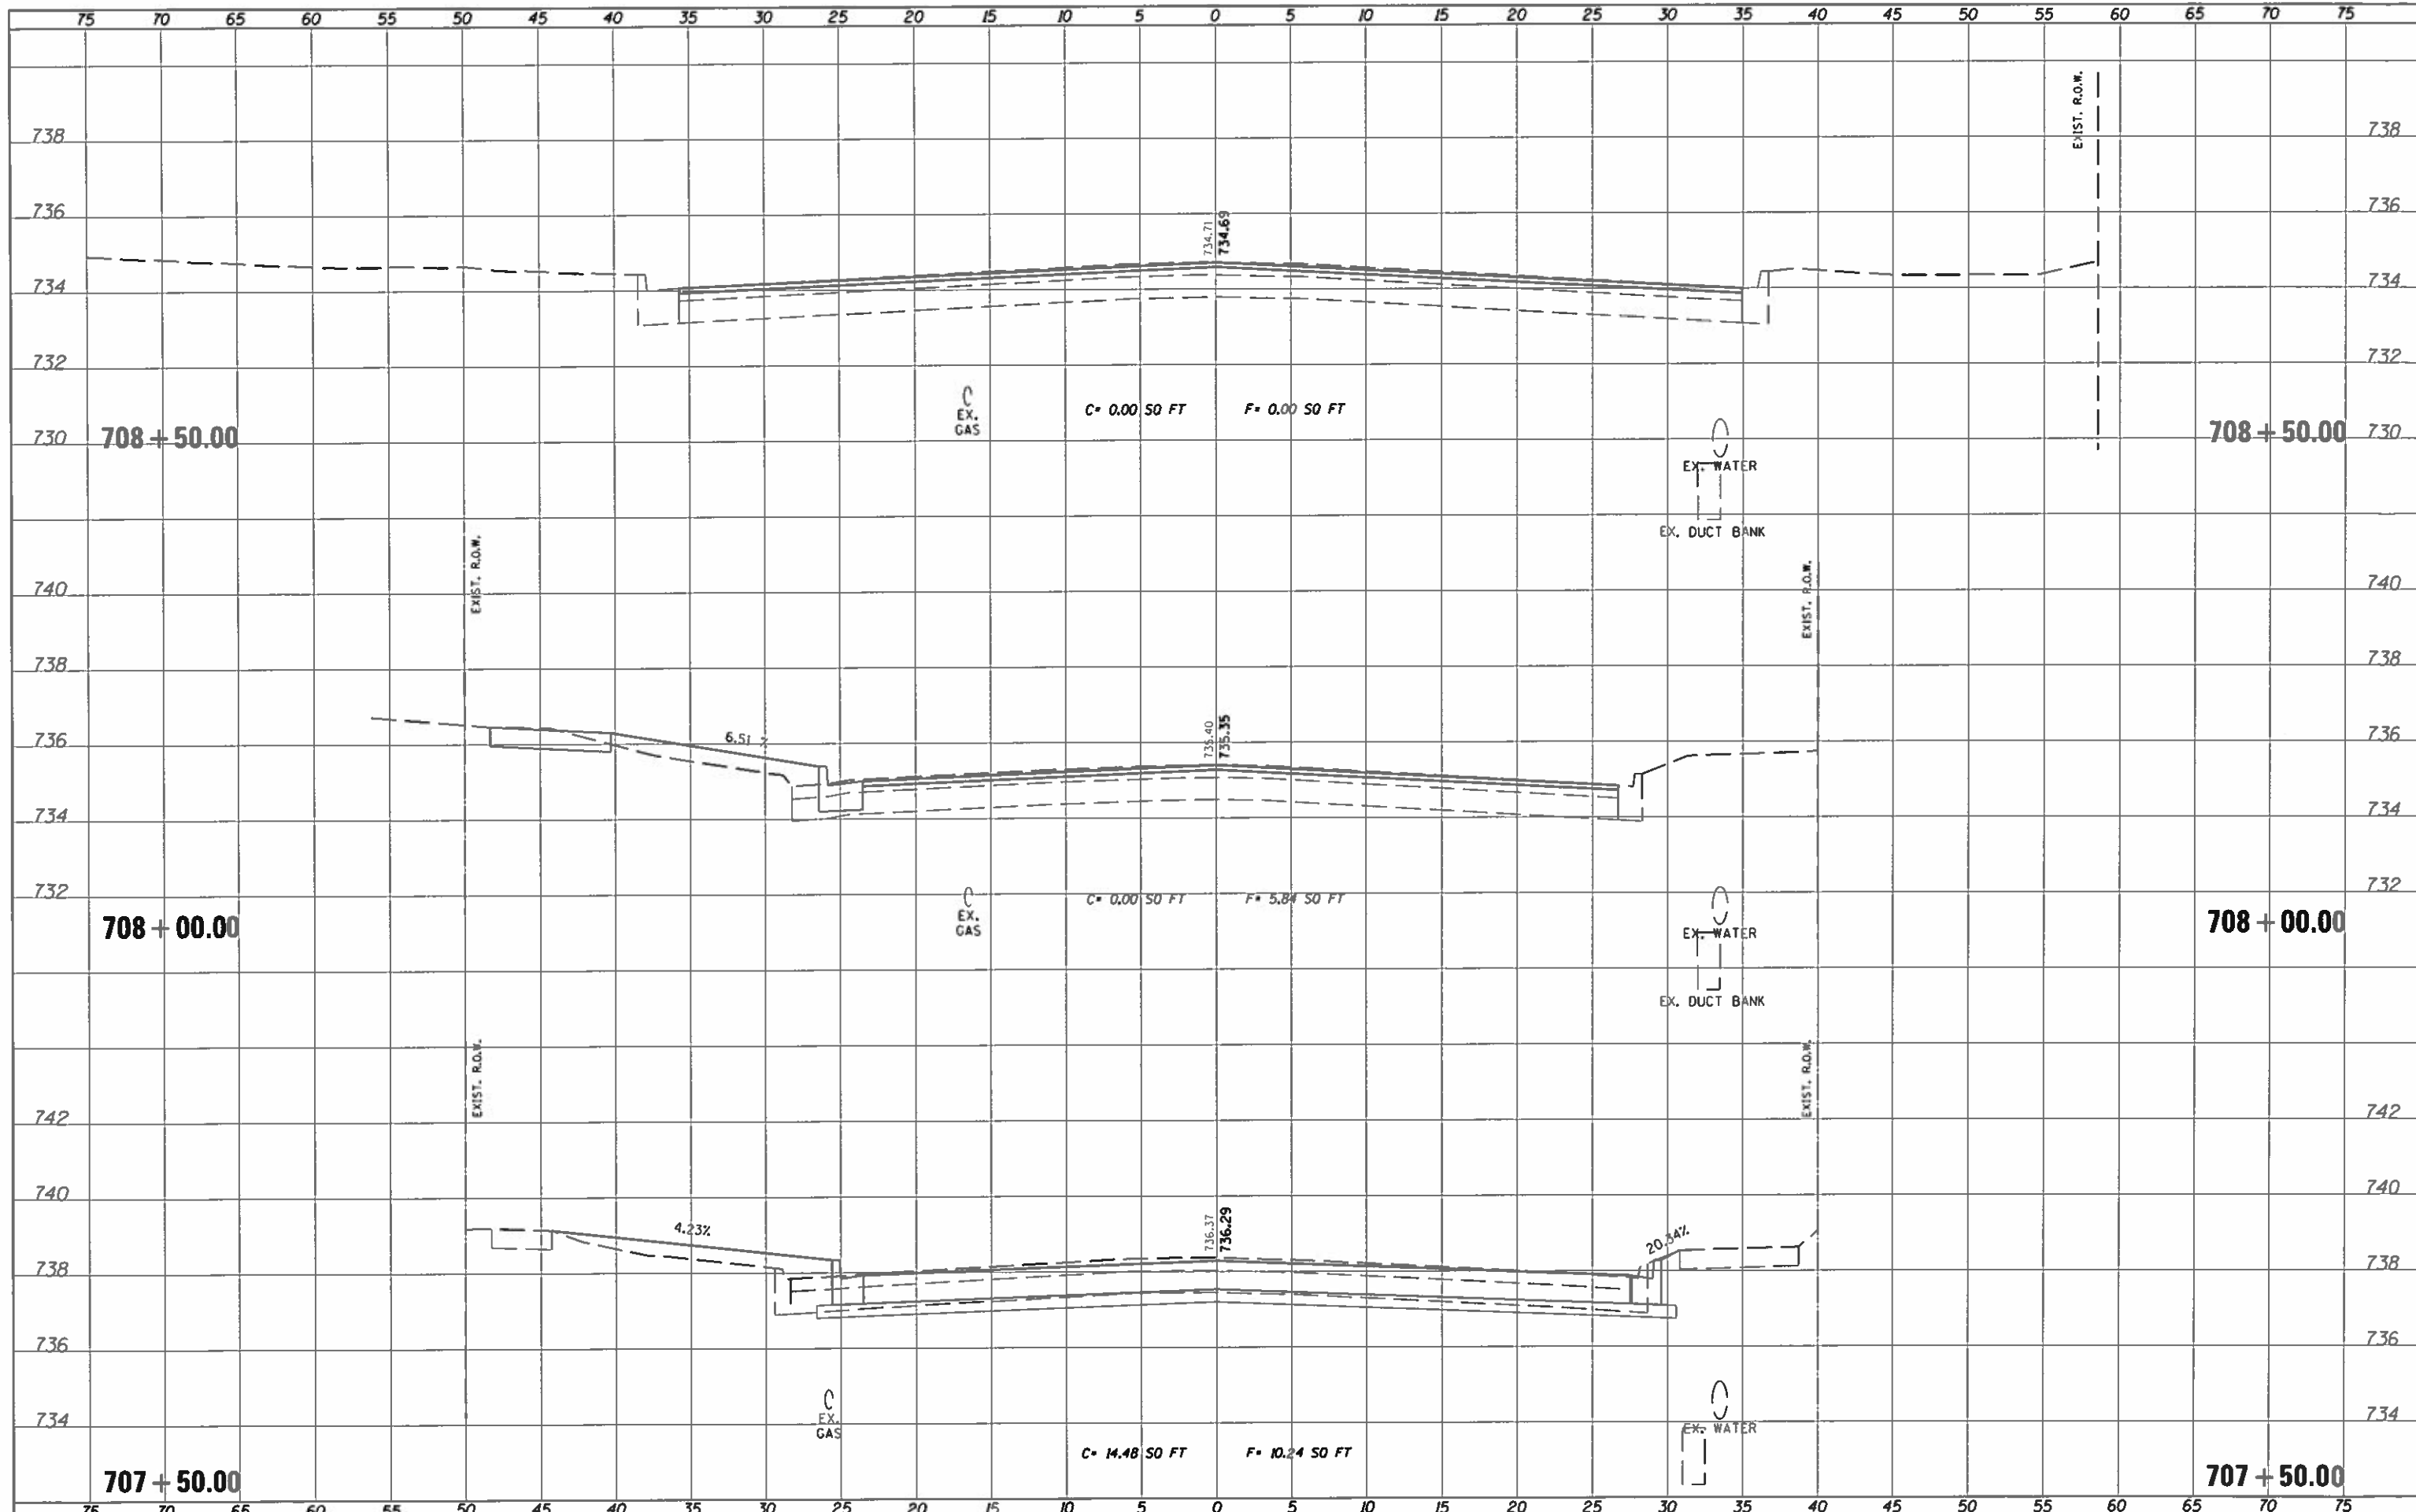 75 70 65 60 55 50 45 40 35 30 25 20 15 10 5 0 5 10 15 20 25 30 35 40 45 50 55 60 65 70 75
EXIST. R.O.W.
738 738
736 736
734.71
734.69
734 734
732 732
EX.
GAS
C= 0.00 SQ FT F= 0.00 SQ FT
730 708 + 50.00 708 + 50.00 730
EX. WATER
EX. DUCT BANK
EXIST. R.O.W. EXIST. R.O.W.
740 740
738 738
735.40
735.35
736 6.51 % 736
734 734
732 C= 0.00 SQ FT F= 5.84 SQ FT 732
EX.
GAS
708 + 00.00 708 + 00.00
EX. WATER
EX. DUCT BANK
EXIST. R.O.W. EXIST. R.O.W.
742 742
740 740
736.37
736.29
4.23% 20.34%
738 738
736 736
734 734
EX.
GAS
EX. WATER
C= 14.48 SQ FT F= 10.24 SQ FT
707 + 50.00 707 + 50.00
75 70 65 60 55 50 45 40 35 30 25 20 15 10 5 0 5 10 15 20 25 30 35 40 45 50 55 60 65 70 75